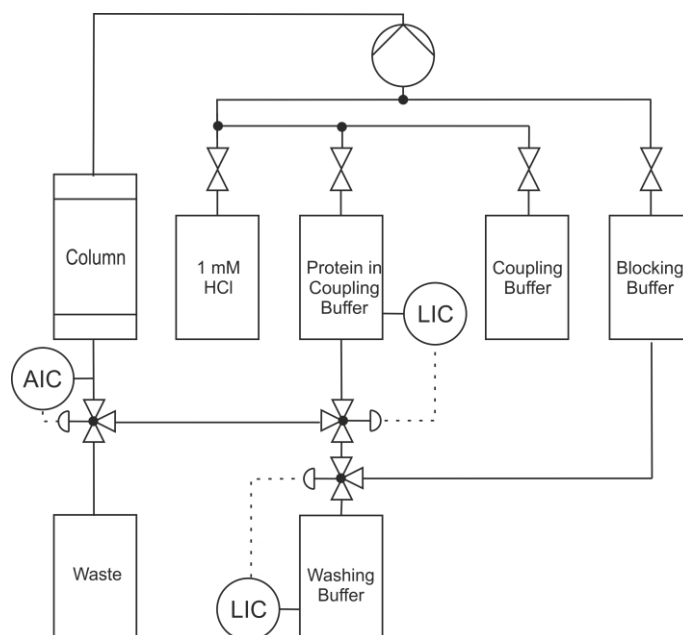 Column
1 mM
HCl
Protein in
Coupling
Buffer
LIC
Coupling
Buffer
Blocking
Buffer
AIC
Waste
LIC
Washing
Buffer